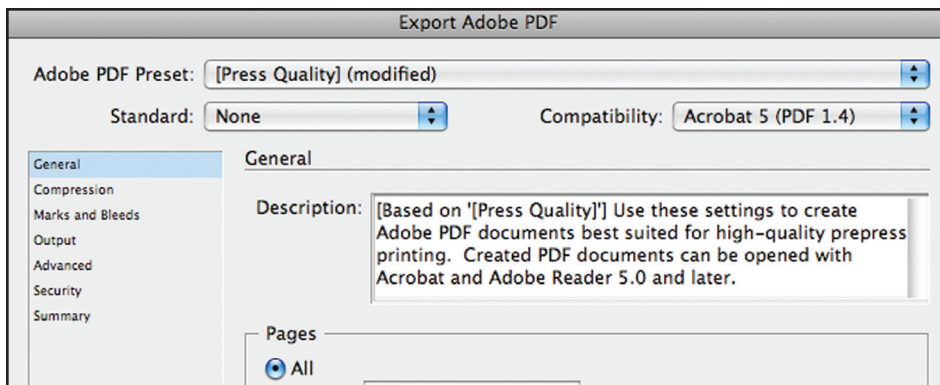 Export Adobe PDF
Adobe PDF Preset: [Press Quality] (modified)
Standard: None Compatibility: Acrobat 5 (PDF 1.4)
General
Compression
Marks and Bleeds
Output
Advanced
Security
Summary
General
Description: [Based on '[Press Quality]'] Use these settings to create
Adobe PDF documents best suited for high-quality prepress
printing.  Created PDF documents can be opened with
Acrobat and Adobe Reader 5.0 and later.
Pages
All